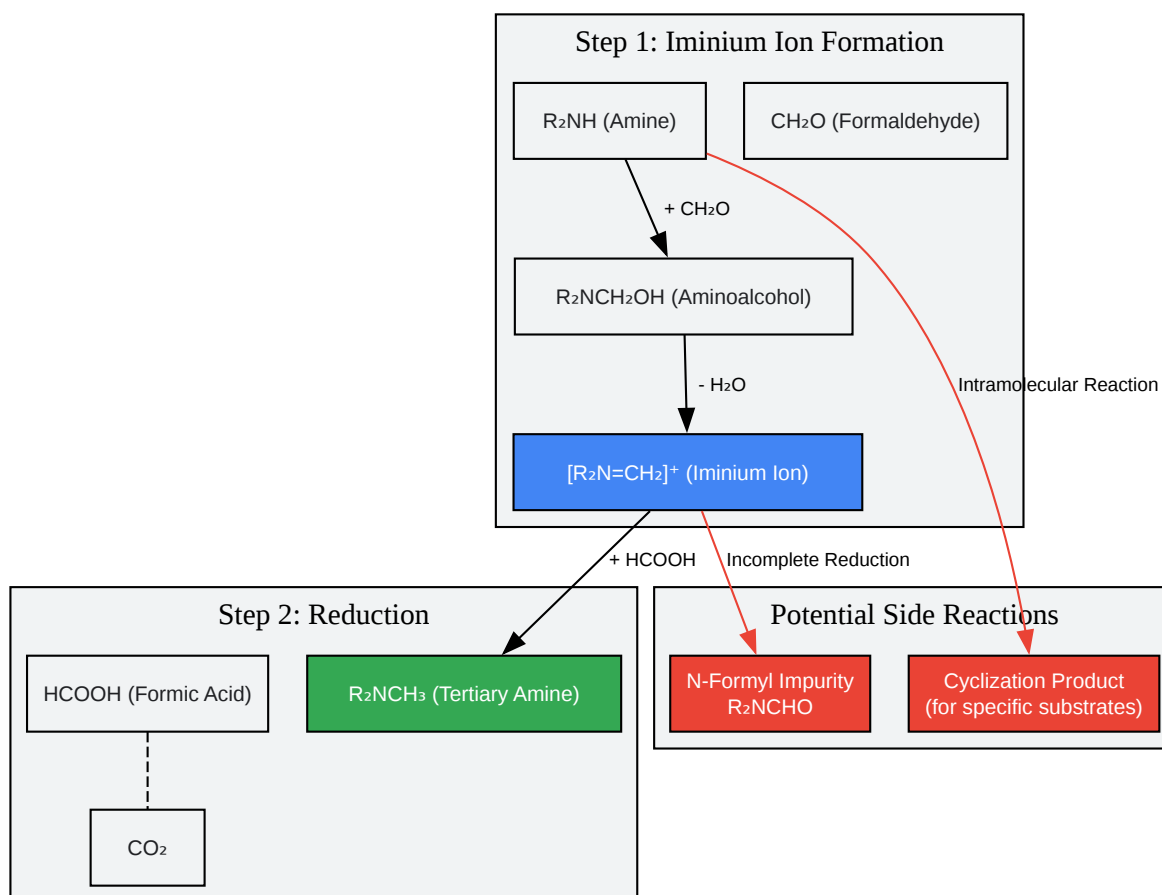 Step 1: Iminium Ion Formation
R₂NH (Amine)
CH₂O (Formaldehyde)
+ CH₂O
R₂NCH₂OH (Aminoalcohol)
- H₂O
Intramolecular Reaction
[R₂N=CH₂]⁺ (Iminium Ion)
+ HCOOH
Incomplete Reduction
Step 2: Reduction
HCOOH (Formic Acid)
R₂NCH₃ (Tertiary Amine)
CO₂
Potential Side Reactions
N-Formyl Impurity
R₂NCHO
Cyclization Product
(for specific substrates)